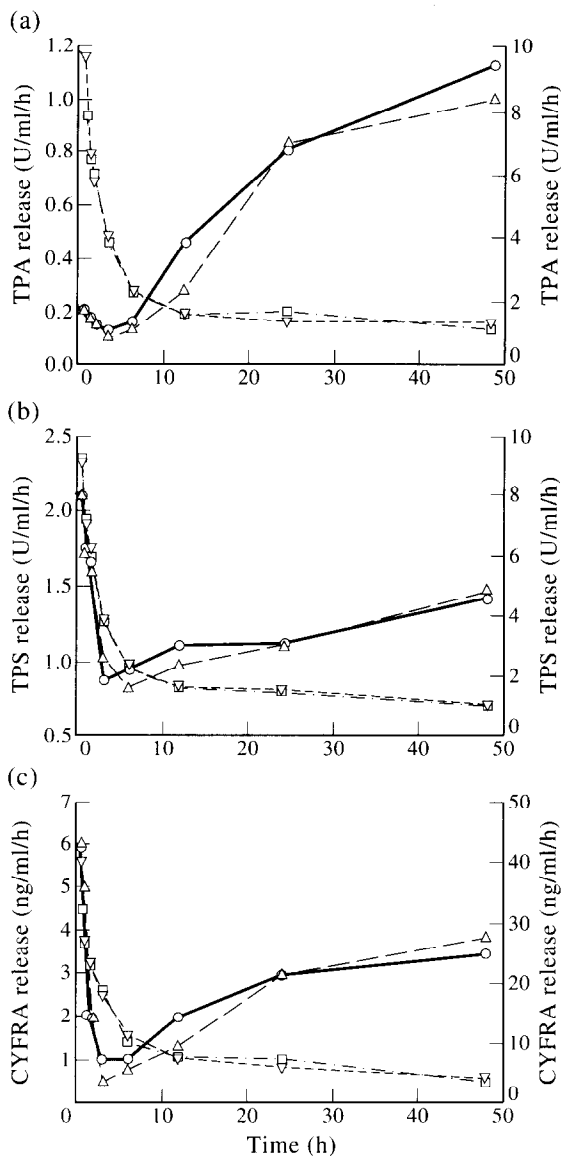 (a)
TPA release (U/ml/h)
1.2
1.0
0.8
0.6
0.4
0.2
0.0
10
8
6
4
2
0
TPA release (U/ml/h)
0 10 20 30 40 50
(b)
TPS release (U/ml/h)
2.5
2.0
1.5
1.0
0.5
10
8
6
4
2
0
TPS release (U/ml/h)
0 10 20 30 40 50
(c)
CYFRA release (ng/ml/h)
7
6
5
4
3
2
1
0
50
40
30
20
10
0
CYFRA release (ng/ml/h)
10 20 30 40 50
Time (h)